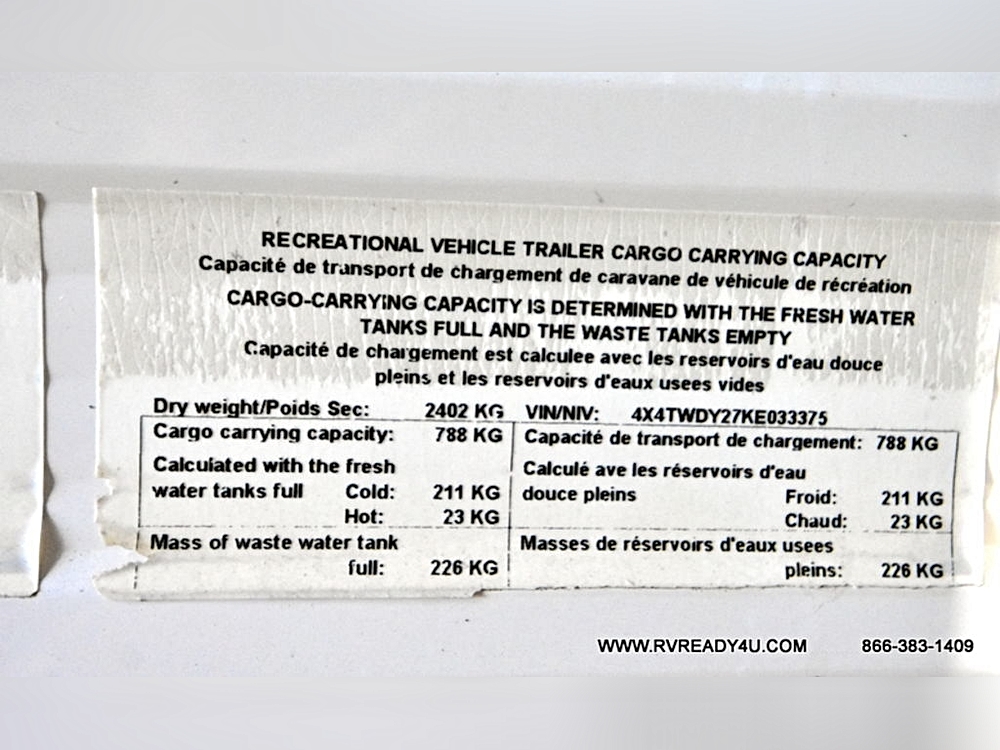 RECREATIONAL VEHICLE TRAILER CARGO CARRYING CAPACITY
Capacité de transport de chargement de caravane de véhicule de récréation
CARGO-CARRYING CAPACITY IS DETERMINED WITH THE FRESH WATER
TANKS FULL AND THE WASTE TANKS EMPTY
Capacité de chargement est calculee avec les reservoirs d'eau douce
pleins et les reservoirs d'eaux usees vides
Dry weight/Poids Sec: 2402 KG VIN/NIV: 4X4TWDY27KE033375
Cargo carrying capacity: 788 KG Capacité de transport de chargement: 788 KG
Calculated with the fresh Calculé ave les réservoirs d'eau
water tanks full Cold: 211 KG douce pleins Froid: 211 KG
Hot: 23 KG Chaud: 23 KG
Mass of waste water tank Masses de réservoirs d'eaux usees
full: 226 KG pleins: 226 KG
WWW.RVREADY4U.COM 866-383-1409